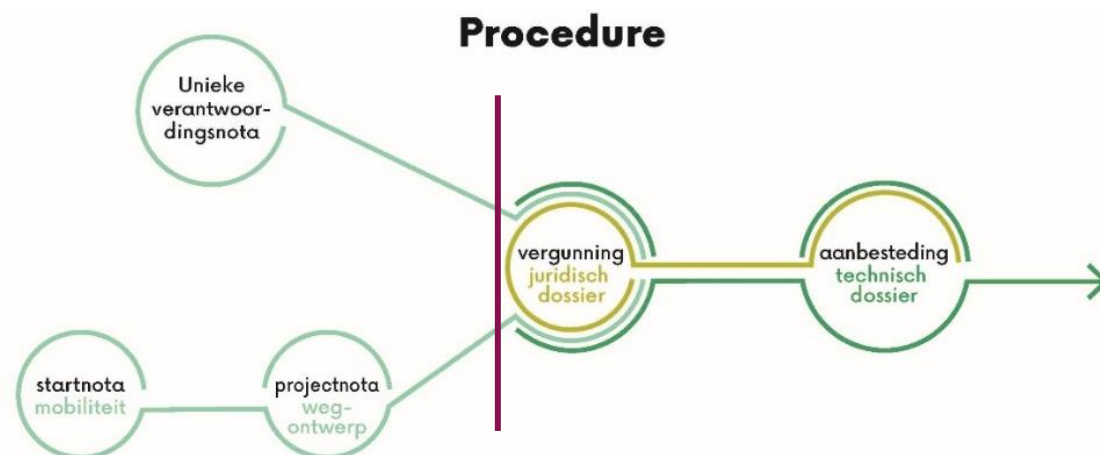 Procedure
Unieke
verantwoor-
dingsnota
startnota
mobiliteit
projectnota
weg-
ontwerp
vergunning
juridisch
dossier
aanbesteding
technisch
dossier